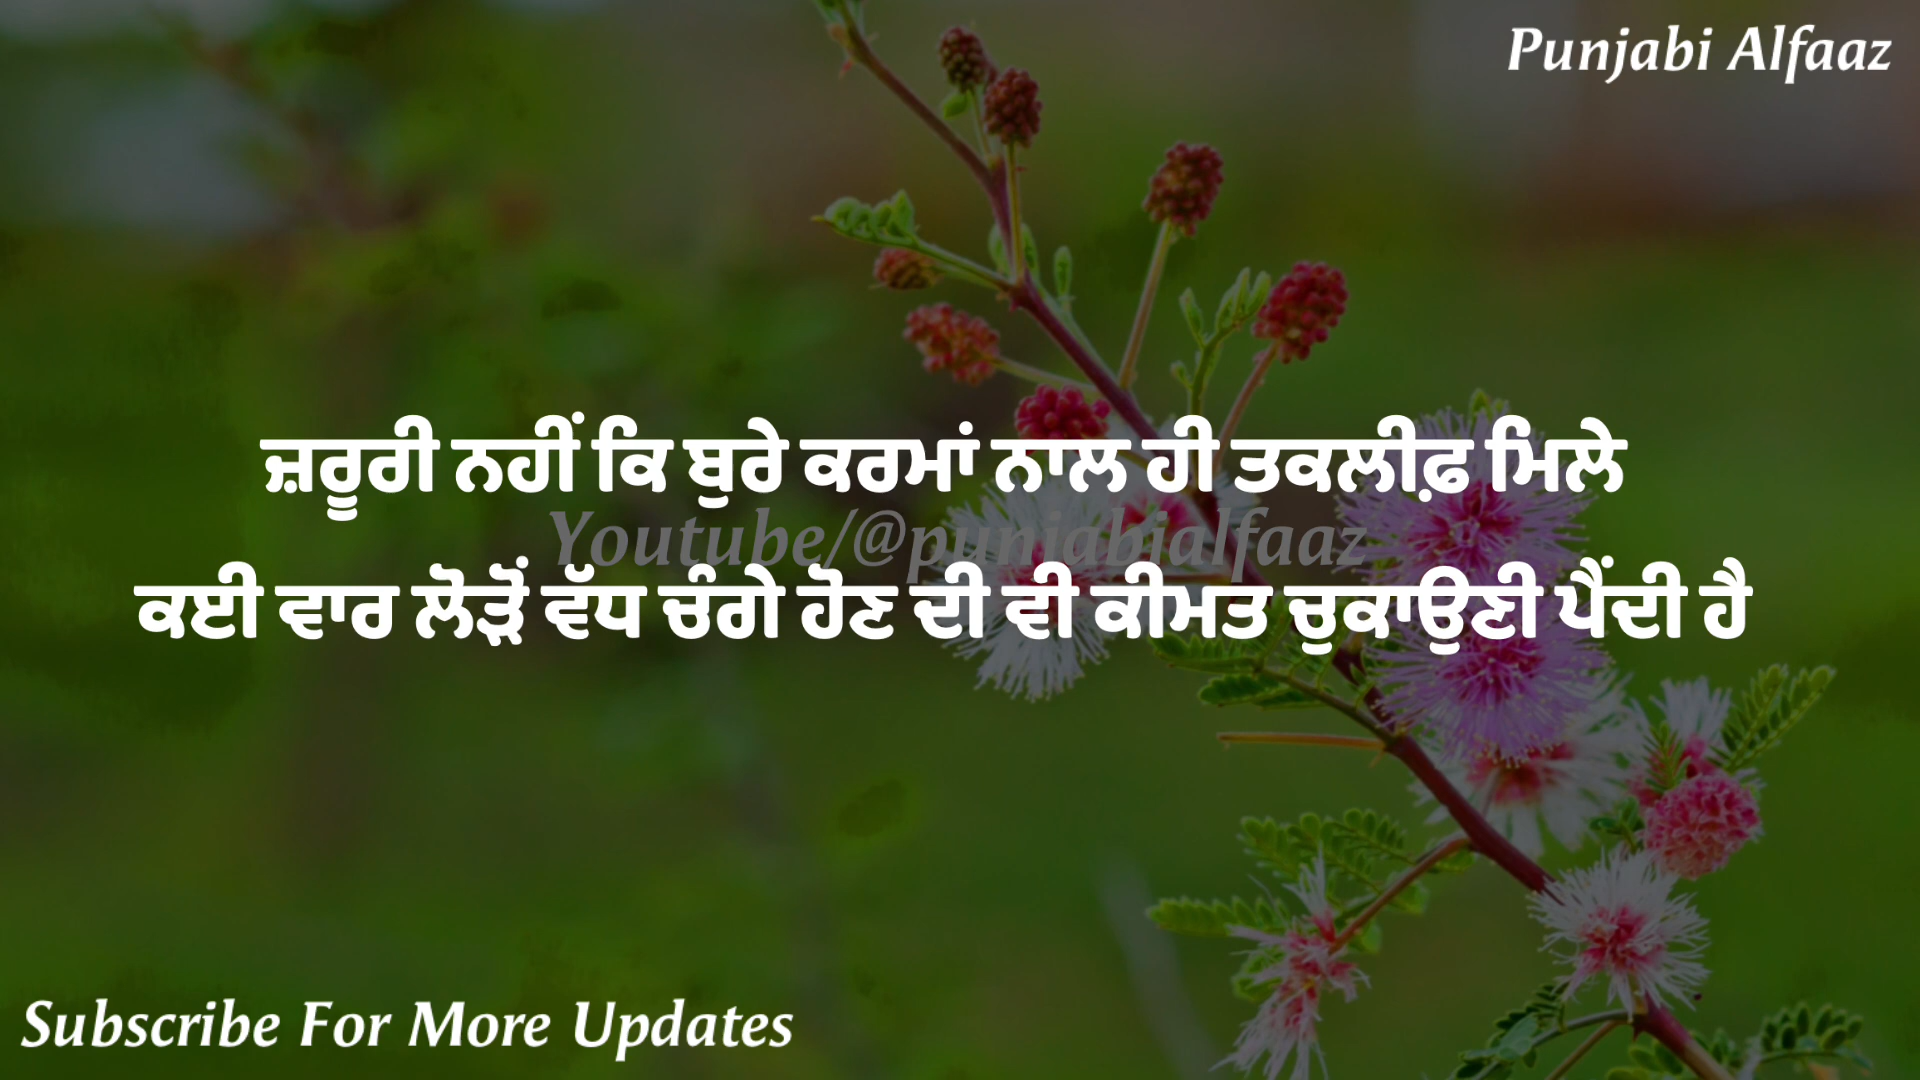 Punjabi Alfaaz
ਜ਼ਰੂਰੀ ਨਹੀਂ ਕਿ ਬੁਰੇ ਕਰਮਾਂ ਨਾਲ ਹੀ ਤਕਲੀਫ਼ ਮਿਲੇ
Youtube/@punjabialfaaz
ਕਈ ਵਾਰ ਲੋੜੋਂ ਵੱਧ ਚੰਗੇ ਹੋਣ ਦੀ ਵੀ ਕੀਮਤ ਚੁਕਾਉਣੀ ਪੈਂਦੀ ਹੈ
Subscribe For More Updates